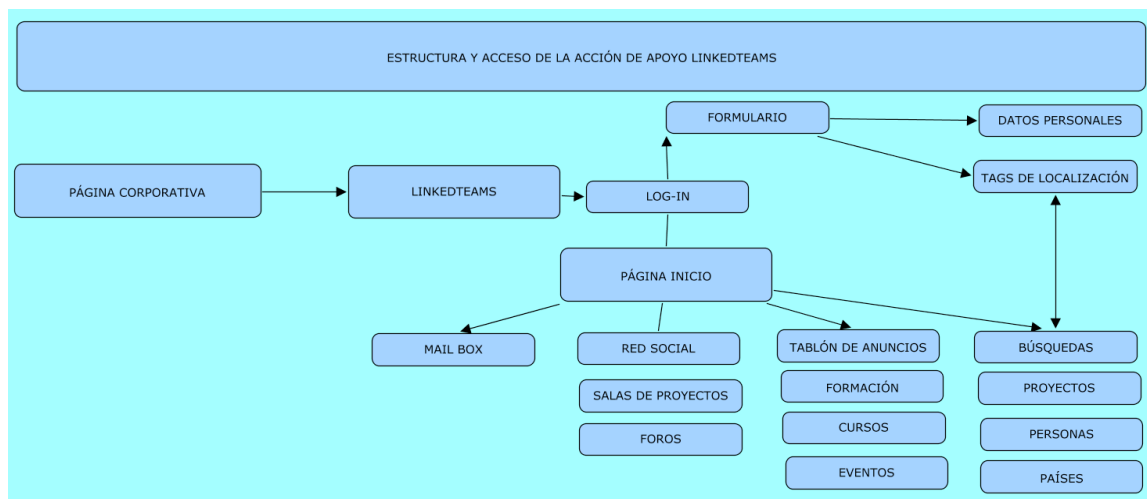 ESTRUCTURA Y ACCESO DE LA ACCIÓN DE APOYO LINKEDTEAMS
FORMULARIO
DATOS PERSONALES
PÁGINA CORPORATIVA
LINKEDTEAMS
LOG-IN
TAGS DE LOCALIZACIÓN
PÁGINA INICIO
MAIL BOX
RED SOCIAL
TABLÓN DE ANUNCIOS
BÚSQUEDAS
SALAS DE PROYECTOS
FORMACIÓN
PROYECTOS
FOROS
CURSOS
PERSONAS
EVENTOS
PAÍSES